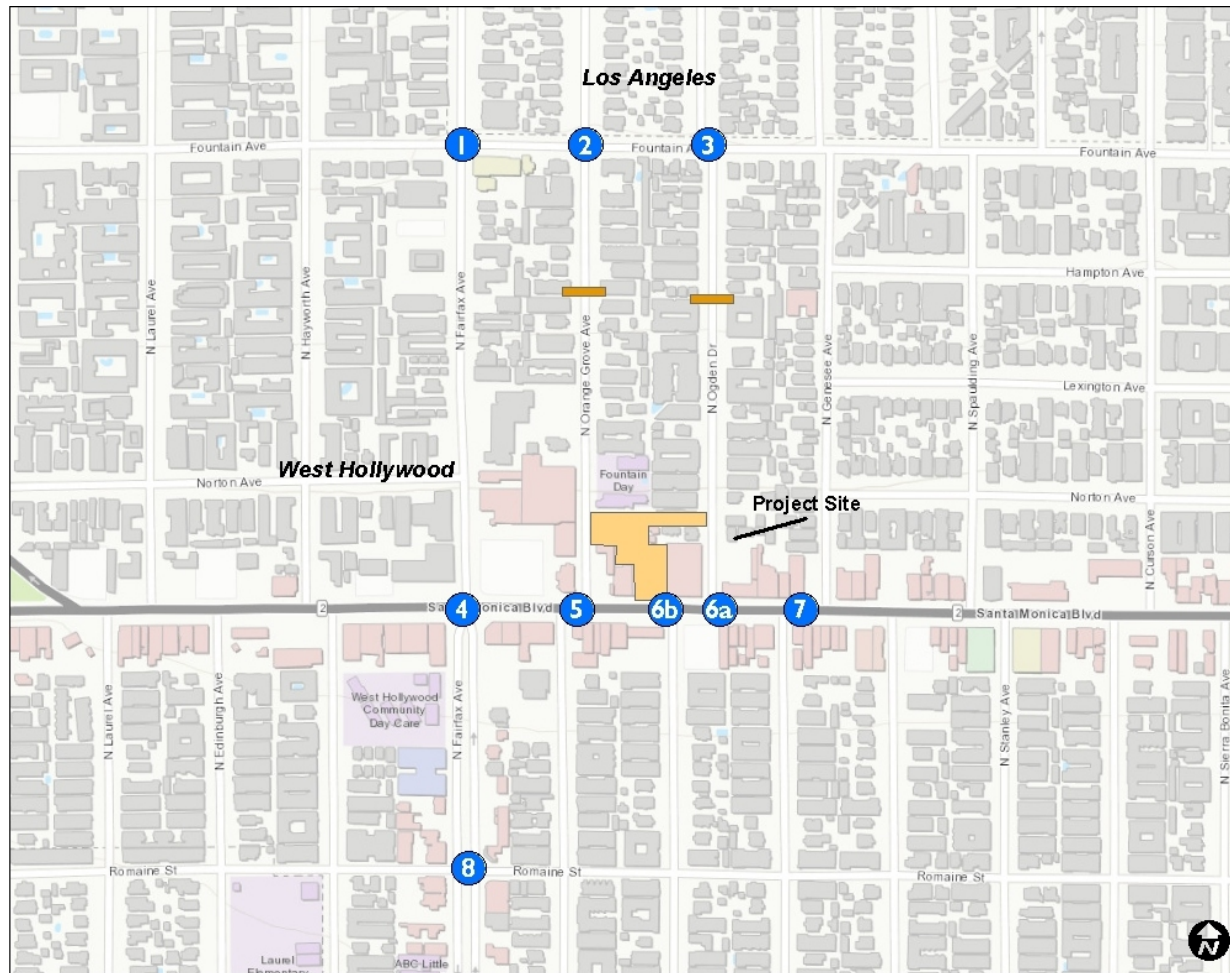 Los Angeles
1
2
3
Fountain Ave
Fountain A
Fountain Ave
Hampton Ave
N Laurel Ave
N Hayworth Ave
N Fairfax Ave
N Orange Grove Ave
N Ogden Dr
N Genesee Ave
N Spaulding Ave
Lexington Ave
West Hollywood
Norton Ave
Fountain
Day
Norton Ave
Project Site
N Curson Ave
4
5
6b
6a
7
2
Santa Monica Blvd
2
Santa Monica Blvd
N Laurel Ave
N Edinburgh Ave
West Hollywood
Community
Day Care
N Fairfax Ave
N Stanley Ave
N Sierra Bonita Ave
8
Romaine St
Romaine St
Romaine St
Laurel
Elementary
ABC Little
N